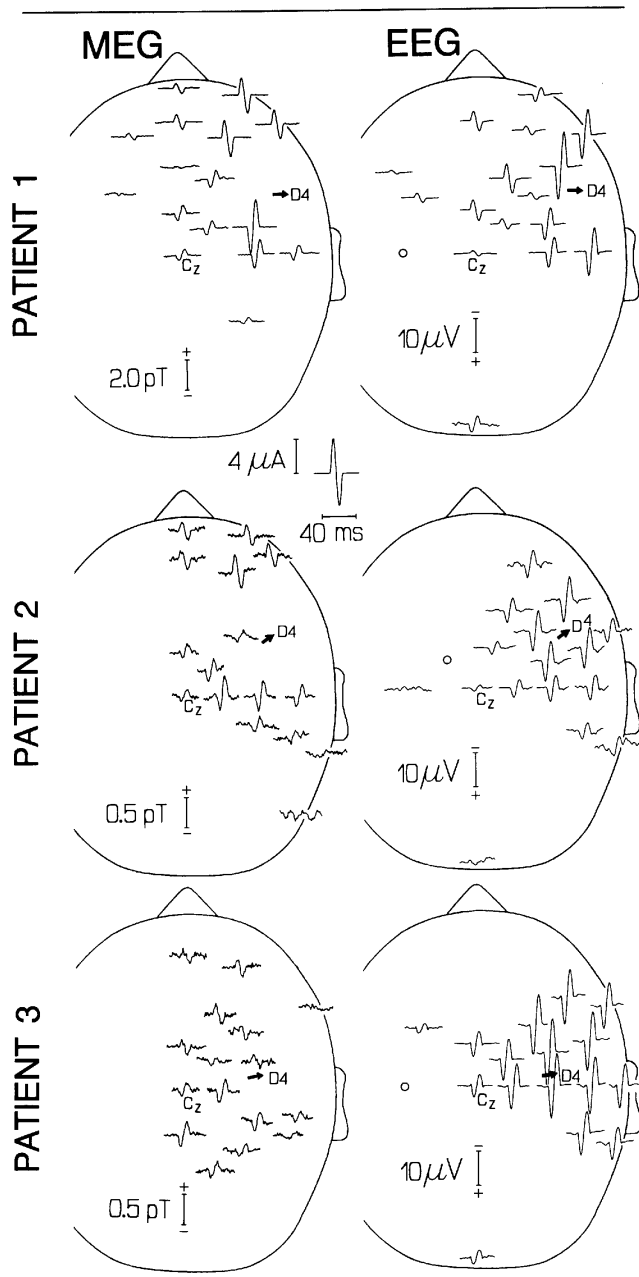 MEG EEG
PATIENT 1
D4
Cz
+
2.0 pT
−
D4
Cz
−
10 μV
+
4 μA
40 ms
PATIENT 2
D4
Cz
+
0.5 pT
−
D4
Cz
−
10 μV
+
PATIENT 3
D4
Cz
+
0.5 pT
−
D4
Cz
−
10 μV
+